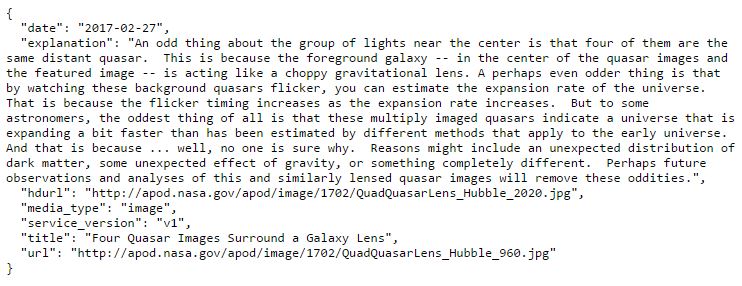 {
  "date": "2017-02-27",
  "explanation": "An odd thing about the group of lights near the center is that four of them are the
same distant quasar.  This is because the foreground galaxy -- in the center of the quasar images and
the featured image -- is acting like a choppy gravitational lens. A perhaps even odder thing is that
by watching these background quasars flicker, you can estimate the expansion rate of the universe.
That is because the flicker timing increases as the expansion rate increases.  But to some
astronomers, the oddest thing of all is that these multiply imaged quasars indicate a universe that is
expanding a bit faster than has been estimated by different methods that apply to the early universe.
And that is because ... well, no one is sure why.  Reasons might include an unexpected distribution of
dark matter, some unexpected effect of gravity, or something completely different.  Perhaps future
observations and analyses of this and similarly lensed quasar images will remove these oddities.",
  "hdurl": "http://apod.nasa.gov/apod/image/1702/QuadQuasarLens_Hubble_2020.jpg",
  "media_type": "image",
  "service_version": "v1",
  "title": "Four Quasar Images Surround a Galaxy Lens",
  "url": "http://apod.nasa.gov/apod/image/1702/QuadQuasarLens_Hubble_960.jpg"
}